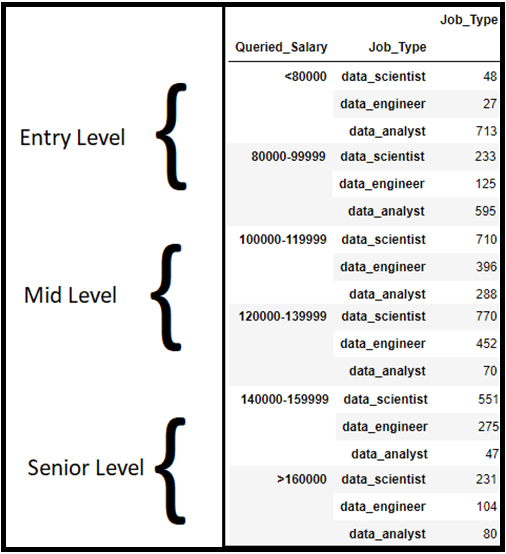 Job_Type
Queried_Salary Job_Type
<80000 data_scientist 48
data_engineer 27
Entry Level
data_analyst 713
80000-99999 data_scientist 233
data_engineer 125
data_analyst 595
100000-119999 data_scientist 710
data_engineer 396
Mid Level
data_analyst 288
120000-139999 data_scientist 770
data_engineer 452
data_analyst 70
140000-159999 data_scientist 551
data_engineer 275
data_analyst 47
Senior Level
>160000 data_scientist 231
data_engineer 104
data_analyst 80